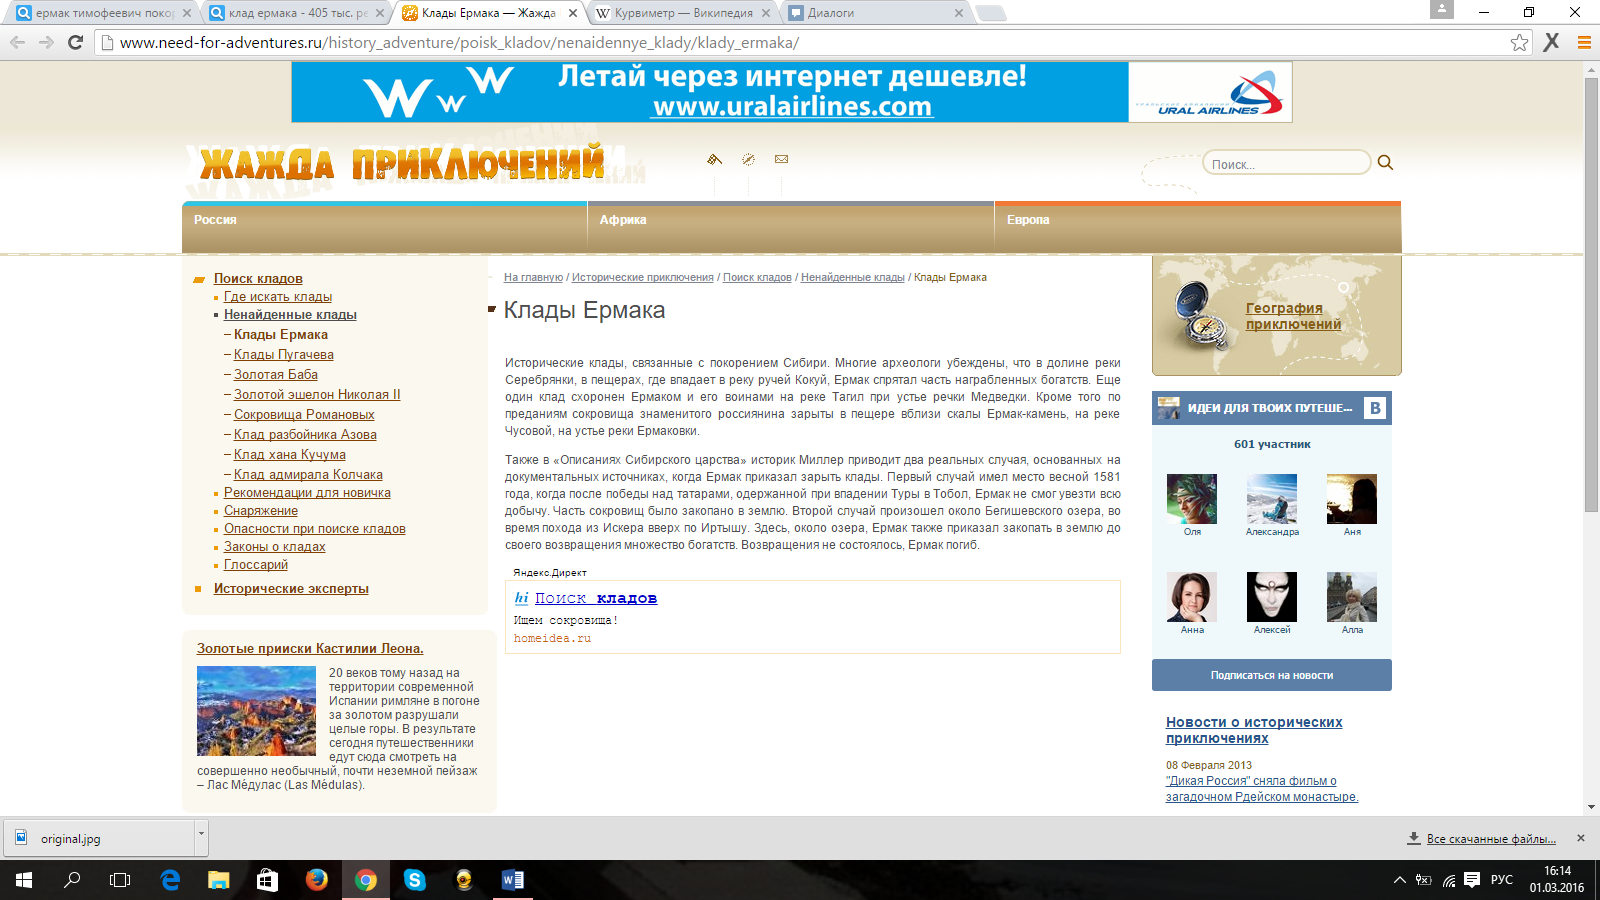 ермак тимофеевич покор
клад ермака - 405 тыс. ре
Клады Ермака — Жажда
Курвиметр — Википедия
Диалоги
www.need-for-adventures.ru/history_adventure/poisk_kladov/nenaidennye_klady/klady_ermaka/
Летай через интернет дешевле!
www.uralairlines.com
URAL AIRLINES
ЖАЖДА ПРИКЛЮЧЕНИЙ
Поиск...
Россия
Африка
Европа
Поиск кладов
Где искать клады
Ненайденные клады
– Клады Ермака
– Клады Пугачева
– Золотая Баба
– Золотой эшелон Николая II
– Сокровища Романовых
– Клад разбойника Азова
– Клад хана Кучума
– Клад адмирала Колчака
Рекомендации для новичка
Снаряжение
Опасности при поиске кладов
Законы о кладах
Глоссарий
Исторические эксперты
Золотые прииски Кастилии Леона.
20 веков тому назад на
территории современной
Испании римляне в погоне
за золотом разрушали
целые горы. В результате
сегодня путешественники
едут сюда смотреть на
совершенно необычный, почти неземной пейзаж
– Лас Медулас (Las Médulas).
На главную / Исторические приключения / Поиск кладов / Ненайденные клады / Клады Ермака
Клады Ермака
Исторические клады, связанные с покорением Сибири. Многие археологи убеждены, что в долине реки
Серебрянки, в пещерах, где впадает в реку ручей Кокуй, Ермак спрятал часть награбленных богатств. Еще
один клад схоронен Ермаком и его воинами на реке Тагил при устье речки Медведки. Кроме того по
преданиям сокровища знаменитого россиянина зарыты в пещере вблизи скалы Ермак-камень, на реке
Чусовой, на устье реки Ермаковки.
Также в «Описаниях Сибирского царства» историк Миллер приводит два реальных случая, основанных на
документальных источниках, когда Ермак приказал зарыть клады. Первый случай имел место весной 1581
года, когда после победы над татарами, одержанной при впадении Туры в Тобол, Ермак не смог увезти всю
добычу. Часть сокровищ было закопано в землю. Второй случай произошел около Бегишевского озера, во
время похода из Искера вверх по Иртышу. Здесь, около озера, Ермак также приказал закопать в землю до
своего возвращения множество богатств. Возвращения не состоялось, Ермак погиб.
Яндекс.Директ
hi Поиск кладов
Ищем сокровища!
homeidea.ru
География
приключений
ИДЕИ ДЛЯ ТВОИХ ПУТЕШЕ...
B
601 участник
Оля
Александра
Аня
Анна
Алексей
Алла
Подписаться на новости
Новости о исторических
приключениях
08 Февраля 2013
"Дикая Россия" сняла фильм о
загадочном Рдейском монастыре.
original.jpg
Все скачанные файлы...
РУС
16:14
01.03.2016